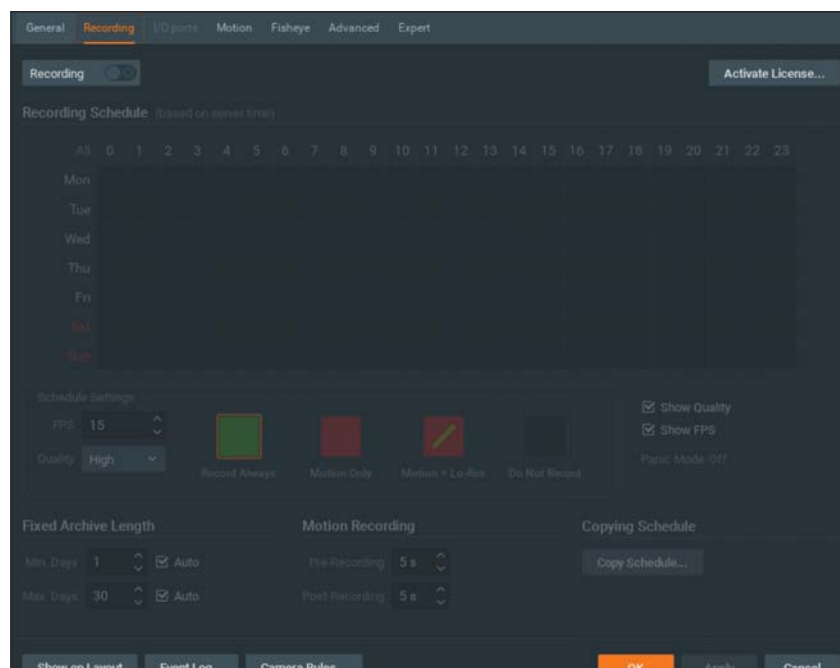 General Recording I/O ports Motion Fisheye Advanced Expert
Recording Activate License...
Recording Schedule (based on server time)
All 0 1 2 3 4 5 6 7 8 9 10 11 12 13 14 15 16 17 18 19 20 21 22 23
Mon
Tue
Wed
Thu
Fri
Sat
Sun
Schedule Settings
FPS 15
Quality High
Record Always Motion Only Motion + Lo-Res Do Not Record
Show Quality
Show FPS
Panic Mode: Off
Fixed Archive Length Motion Recording Copying Schedule
Min. Days 1 Auto Pre-Recording 5 s Copy Schedule...
Max. Days 30 Auto Post Recording 5 s
Show on Layout Event Log... Camera Rules... OK Apply Cancel